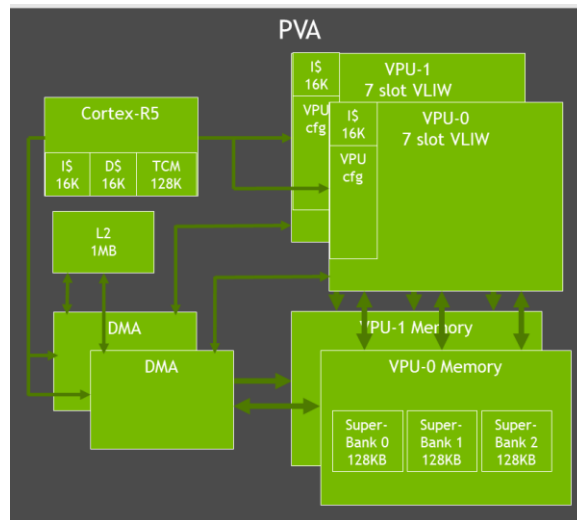 PVA
Cortex-R5
I$
16K
D$
16K
TCM
128K
L2
1MB
DMA
DMA
I$
16K
VPU
cfg
VPU-1
7 slot VLIW
I$
16K
VPU
cfg
VPU-0
7 slot VLIW
VPU-1 Memory
VPU-0 Memory
Super-
Bank 0
128KB
Super-
Bank 1
128KB
Super-
Bank 2
128KB